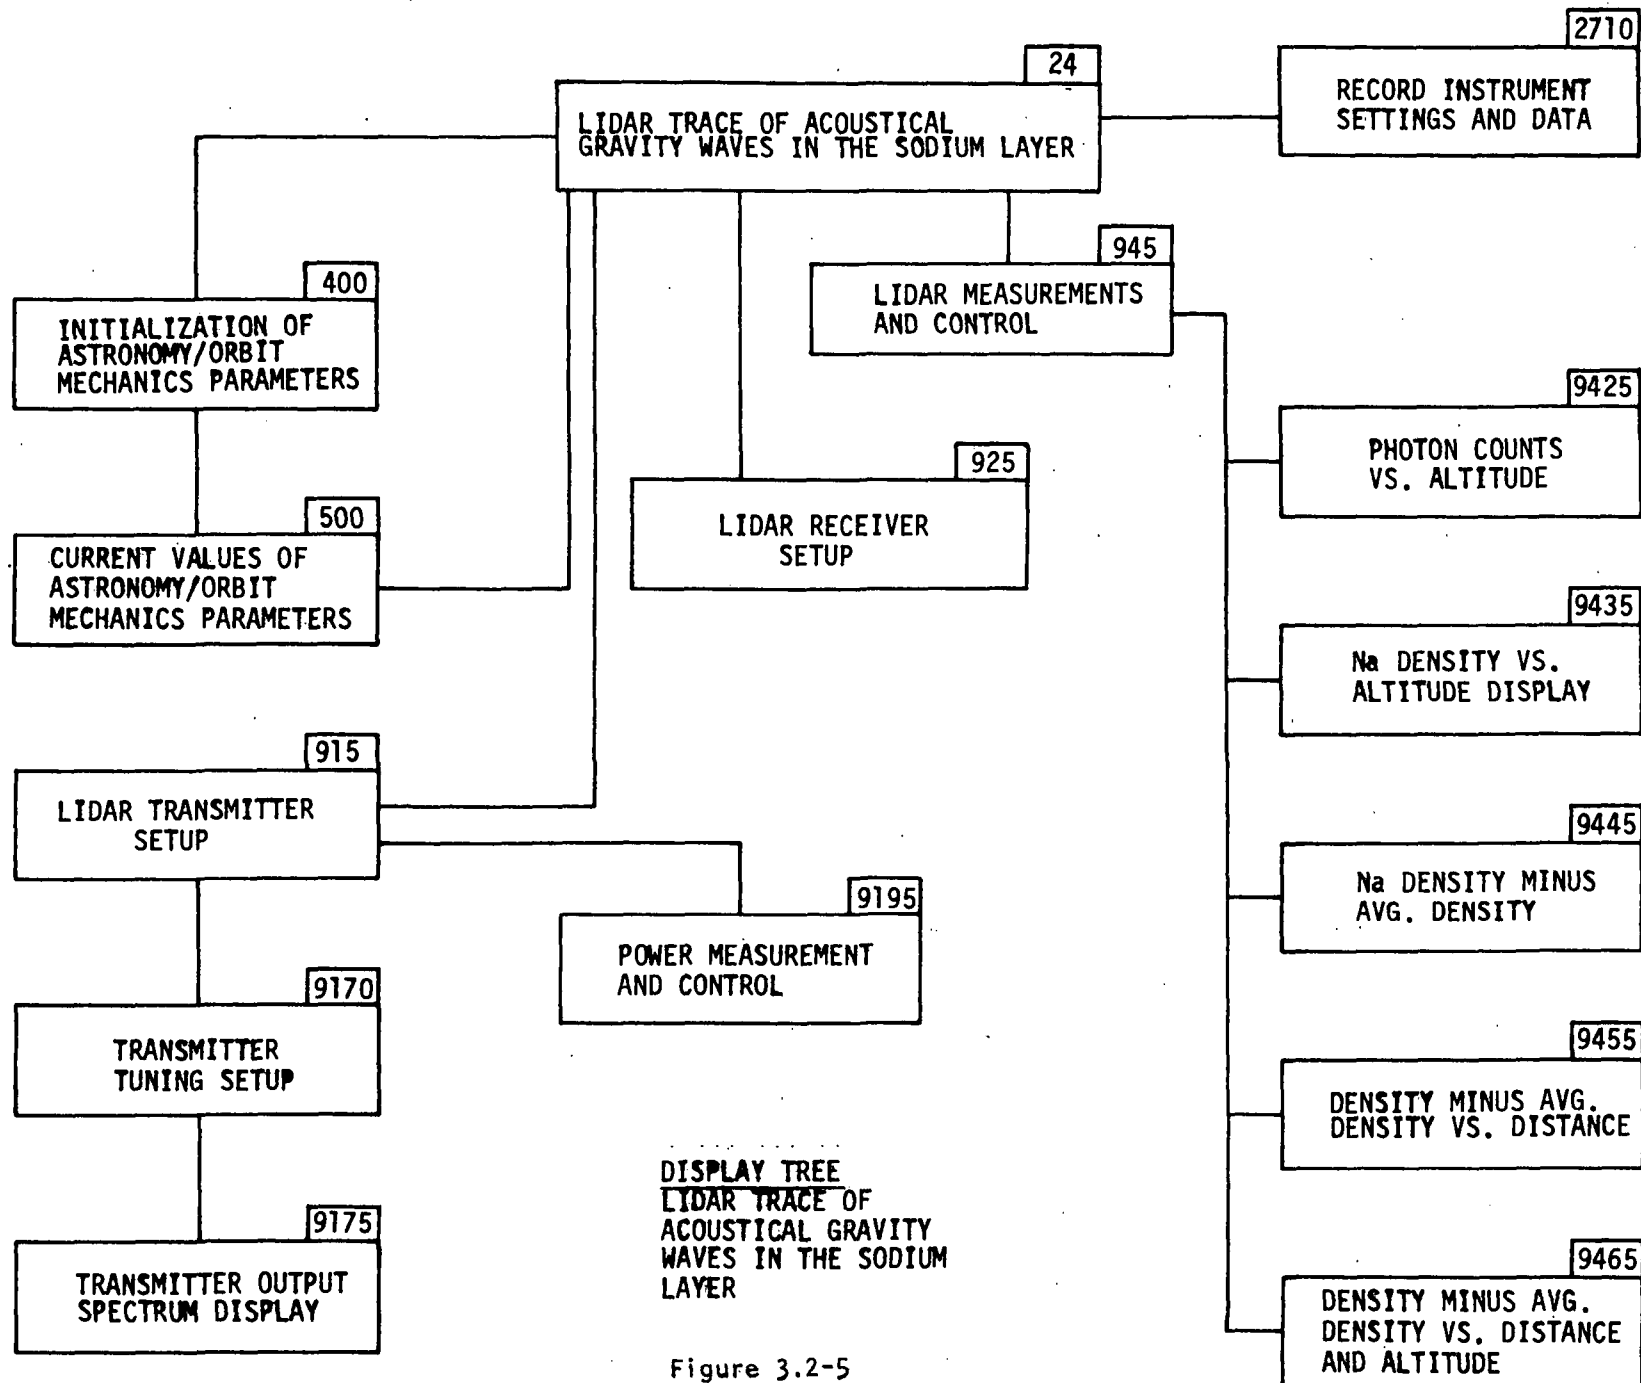 2710
RECORD INSTRUMENT
SETTINGS AND DATA
24
LIDAR TRACE OF ACOUSTICAL
GRAVITY WAVES IN THE SODIUM LAYER
945
LIDAR MEASUREMENTS
AND CONTROL
400
INITIALIZATION OF
ASTRONOMY/ORBIT
MECHANICS PARAMETERS
9425
PHOTON COUNTS
VS. ALTITUDE
925
LIDAR RECEIVER
SETUP
500
CURRENT VALUES OF
ASTRONOMY/ORBIT
MECHANICS PARAMETERS
9435
Na DENSITY VS.
ALTITUDE DISPLAY
915
LIDAR TRANSMITTER
SETUP
9445
Na DENSITY MINUS
AVG. DENSITY
9195
POWER MEASUREMENT
AND CONTROL
9170
TRANSMITTER
TUNING SETUP
9455
DENSITY MINUS AVG.
DENSITY VS. DISTANCE
9175
TRANSMITTER OUTPUT
SPECTRUM DISPLAY
9465
DENSITY MINUS AVG.
DENSITY VS. DISTANCE
AND ALTITUDE
DISPLAY TREE
LIDAR TRACE OF
ACOUSTICAL GRAVITY
WAVES IN THE SODIUM
LAYER
Figure 3.2-5